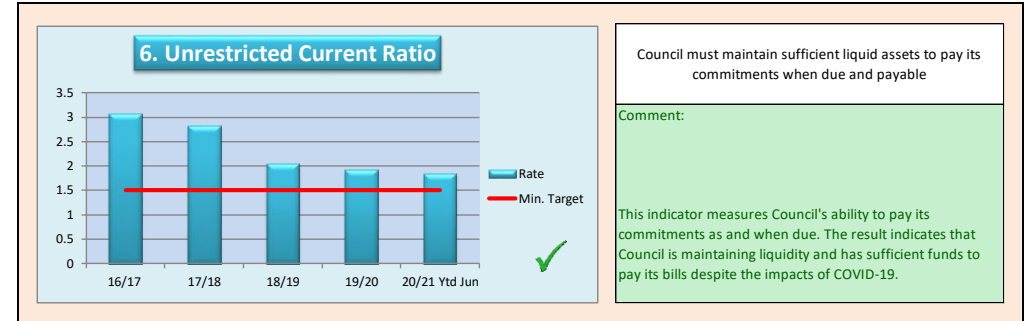 6. Unrestricted Current Ratio
3.5
3
2.5
2
1.5
1
0.5
0
16/17
17/18
18/19
19/20
20/21 Ytd Jun
Rate
Min. Target
Council must maintain sufficient liquid assets to pay its
commitments when due and payable
Comment:
This indicator measures Council's ability to pay its
commitments as and when due. The result indicates that
Council is maintaining liquidity and has sufficient funds to
pay its bills despite the impacts of COVID-19.